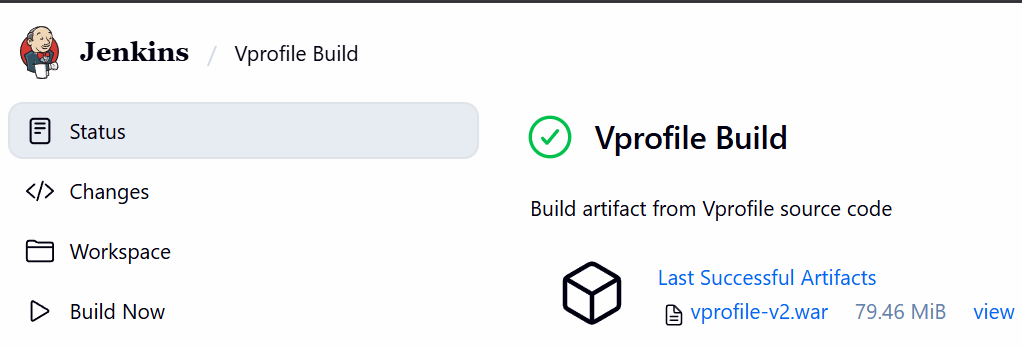 Jenkins / Vprofile Build
Status
Changes
Workspace
Build Now
Vprofile Build
Build artifact from Vprofile source code
Last Successful Artifacts
vprofile-v2.war 79.46 MiB view